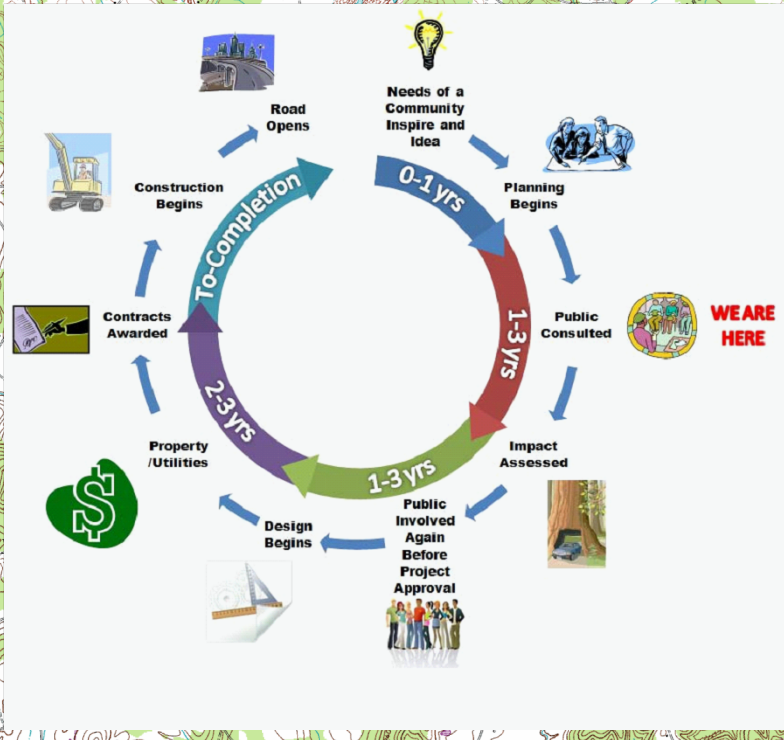 Needs of a
Community
Inspire and
Idea
Planning
Begins
Public
Consulted
WE ARE
HERE
Impact
Assessed
Public
Involved
Again
Before
Project
Approval
Design
Begins
Property
/Utilities
Contracts
Awarded
Construction
Begins
Road
Opens
0-1 yrs
1-3 yrs
1-3 yrs
2-3 yrs
To-Completion